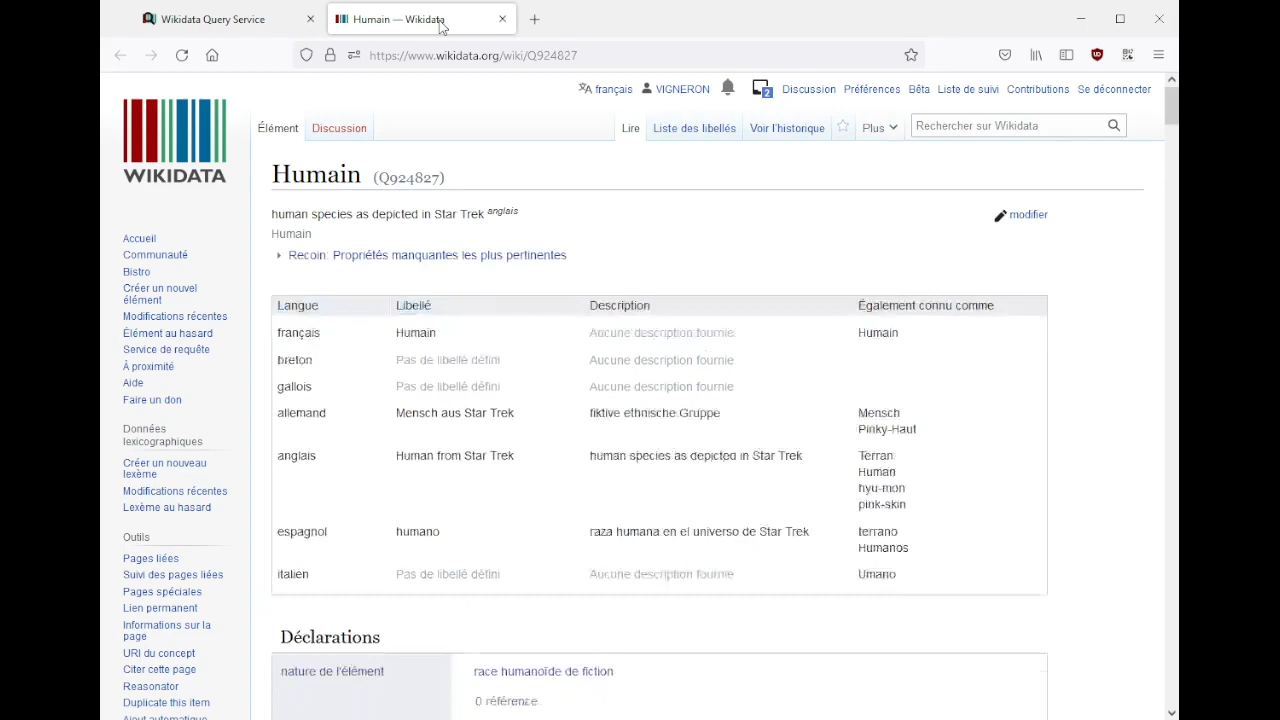 Wikidata Query Service
Humain — Wikidata
https://www.wikidata.org/wiki/Q924827
français VIGNERON 2 Discussion Préférences Bêta Liste de suivi Contributions Se déconnecter
Élément Discussion Lire Liste des libellés Voir l'historique Plus Rechercher sur Wikidata
WIKIDATA
Accueil
Communauté
Bistro
Créer un nouvel
élément
Modifications récentes
Élément au hasard
Service de requête
À proximité
Aide
Faire un don
Données
lexicographiques
Créer un nouveau
lexème
Modifications récentes
Lexème au hasard
Outils
Pages liées
Suivi des pages liées
Pages spéciales
Lien permanent
Informations sur la
page
URI du concept
Citer cette page
Reasonator
Duplicate this item
Ajout automatique
Humain (Q924827)
human species as depicted in Star Trek anglais
modifier
Humain
Recoin: Propriétés manquantes les plus pertinentes
Langue Libellé Description Également connu comme
français Humain Aucune description fournie Humain
breton Pas de libellé défini Aucune description fournie
gallois Pas de libellé défini Aucune description fournie
allemand Mensch aus Star Trek fiktive ethnische Gruppe Mensch
Pinky-Haut
anglais Human from Star Trek human species as depicted in Star Trek Terran
Human
hyu-mon
pink-skin
espagnol humano raza humana en el universo de Star Trek terrano
Humanos
italien Pas de libellé défini Aucune description fournie Umano
Déclarations
nature de l'élément race humanoïde de fiction
0 référence